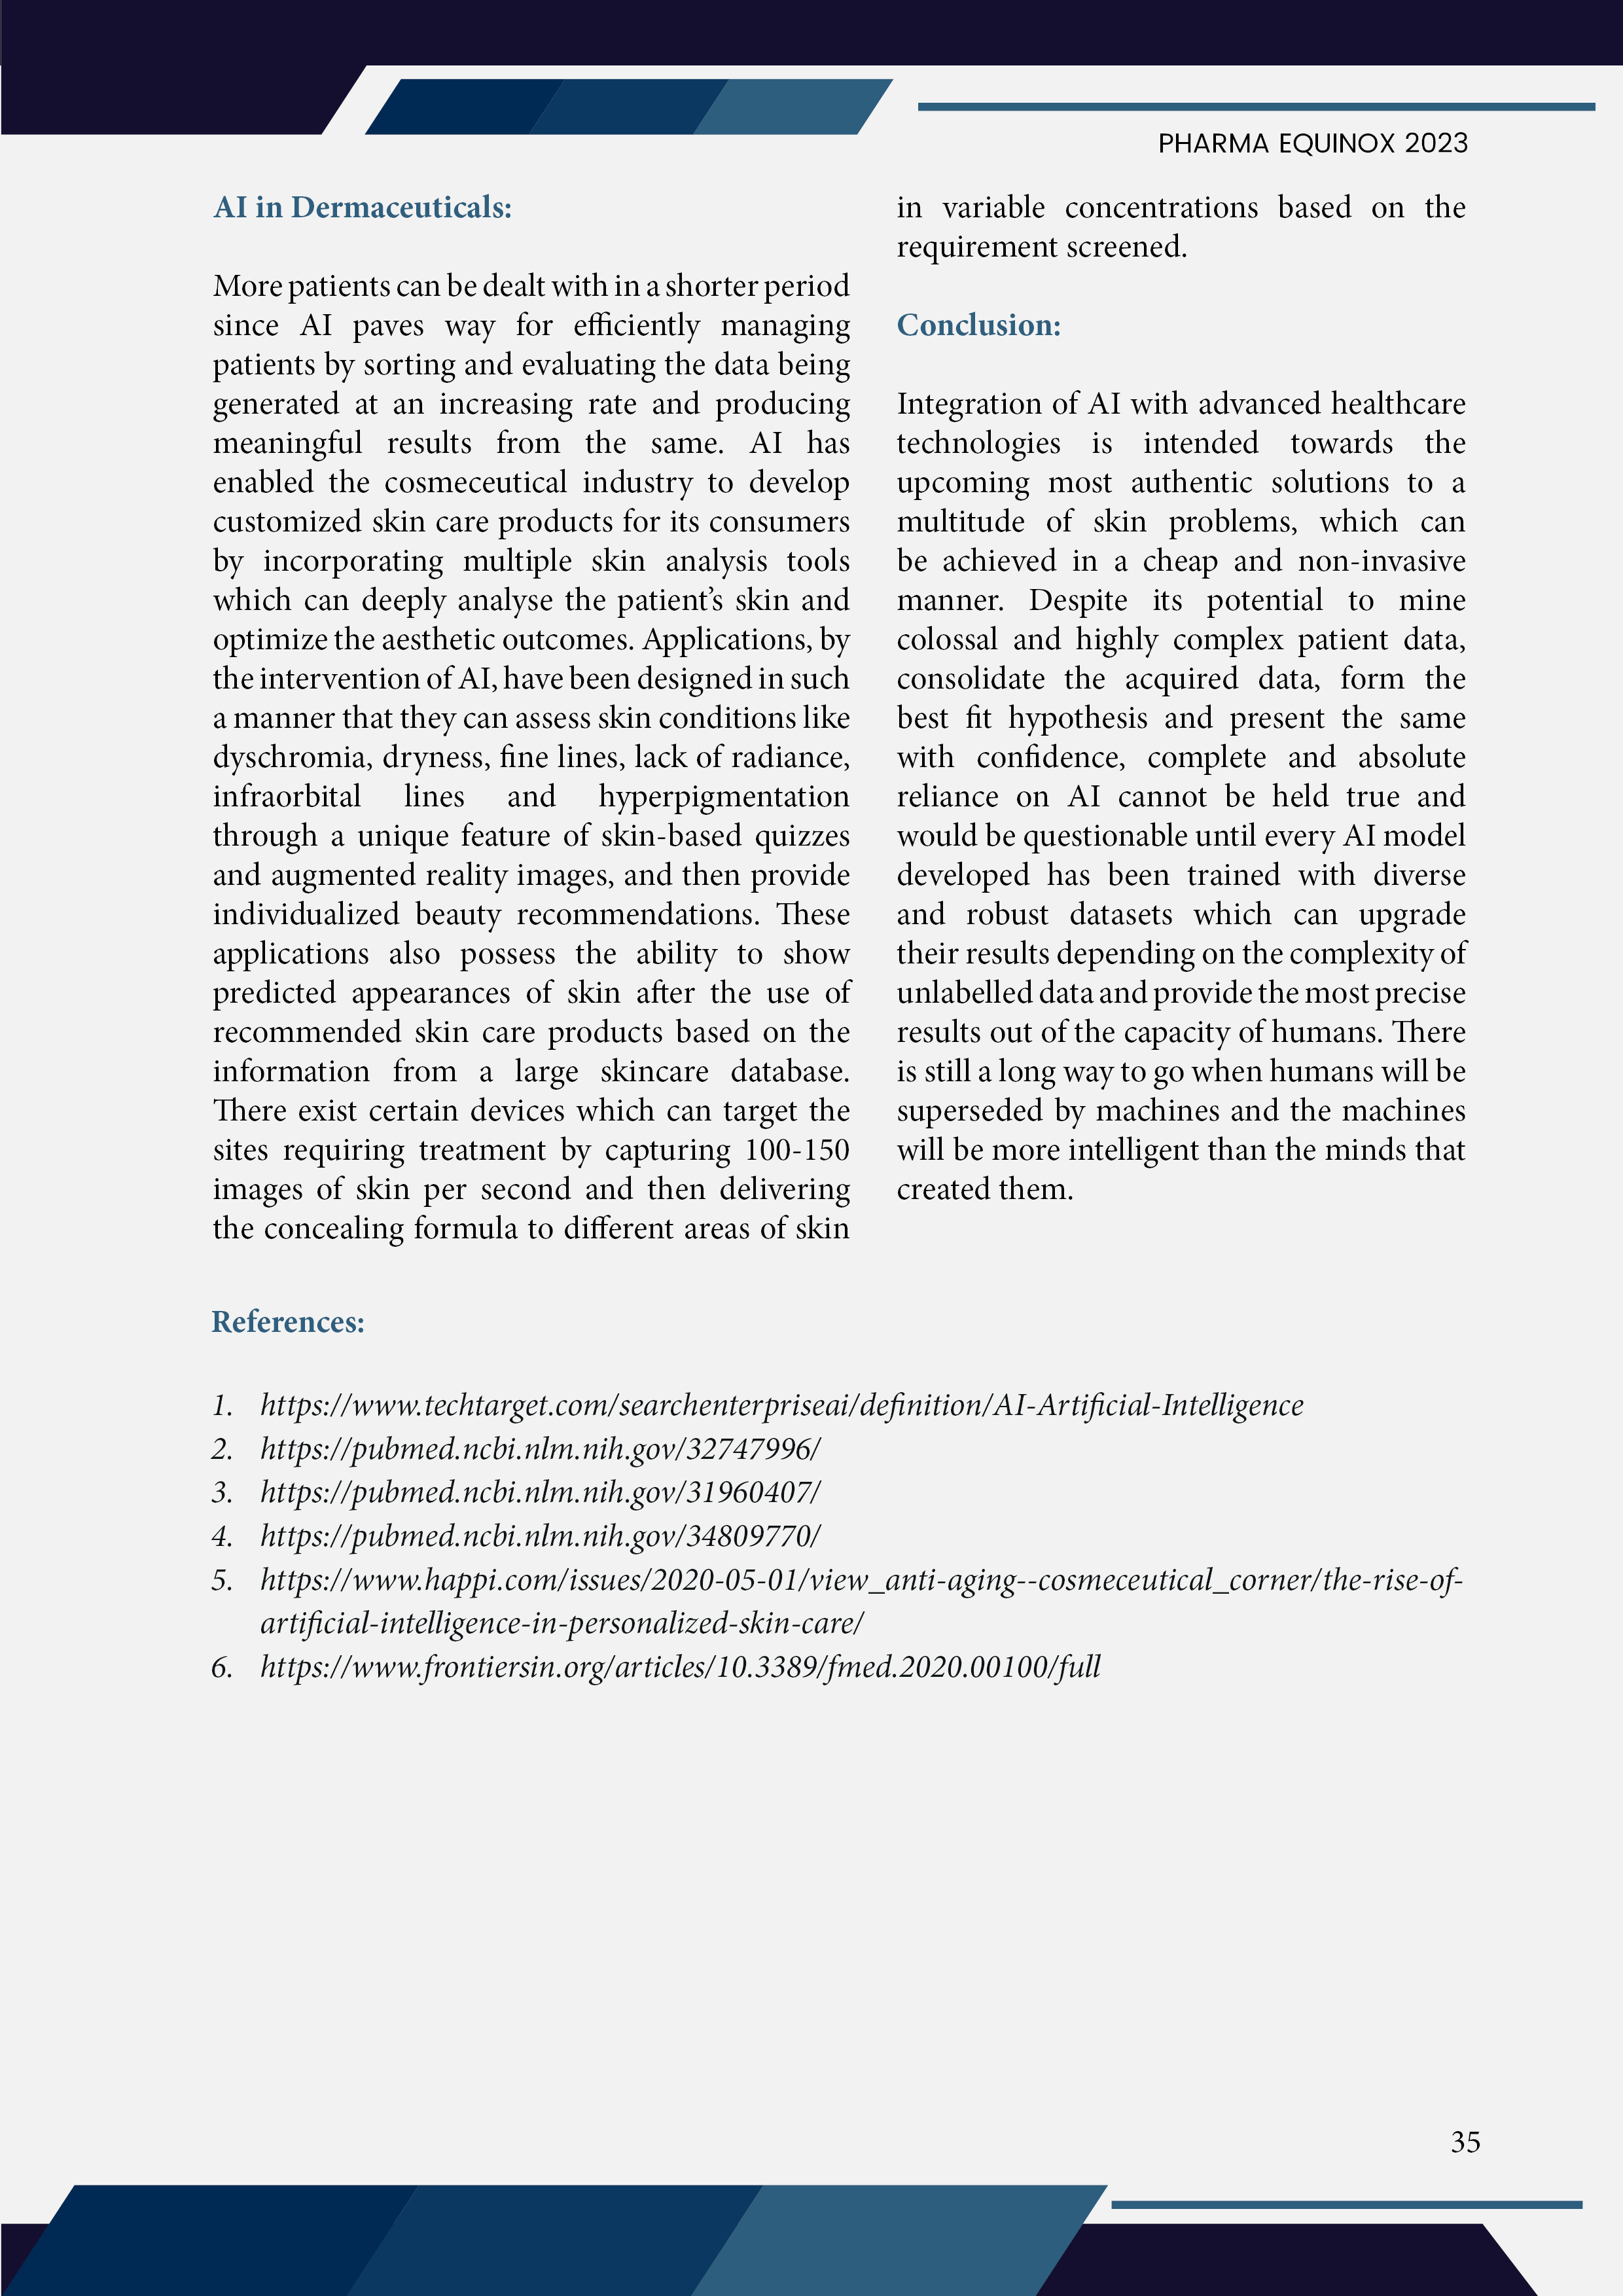 PHARMA EQUINOX 2023
AI in Dermaceuticals:
More patients can be dealt with in a shorter period
since AI paves way for efficiently managing
patients by sorting and evaluating the data being
generated at an increasing rate and producing
meaningful results from the same. AI has
enabled the cosmeceutical industry to develop
customized skin care products for its consumers
by incorporating multiple skin analysis tools
which can deeply analyse the patient’s skin and
optimize the aesthetic outcomes. Applications, by
the intervention of AI, have been designed in such
a manner that they can assess skin conditions like
dyschromia, dryness, fine lines, lack of radiance,
infraorbital lines and hyperpigmentation
through a unique feature of skin-based quizzes
and augmented reality images, and then provide
individualized beauty recommendations. These
applications also possess the ability to show
predicted appearances of skin after the use of
recommended skin care products based on the
information from a large skincare database.
There exist certain devices which can target the
sites requiring treatment by capturing 100-150
images of skin per second and then delivering
the concealing formula to different areas of skin
in variable concentrations based on the
requirement screened.
Conclusion:
Integration of AI with advanced healthcare
technologies is intended towards the
upcoming most authentic solutions to a
multitude of skin problems, which can
be achieved in a cheap and non-invasive
manner. Despite its potential to mine
colossal and highly complex patient data,
consolidate the acquired data, form the
best fit hypothesis and present the same
with confidence, complete and absolute
reliance on AI cannot be held true and
would be questionable until every AI model
developed has been trained with diverse
and robust datasets which can upgrade
their results depending on the complexity of
unlabelled data and provide the most precise
results out of the capacity of humans. There
is still a long way to go when humans will be
superseded by machines and the machines
will be more intelligent than the minds that
created them.
References:
1. https://www.techtarget.com/searchenterpriseai/definition/AI-Artificial-Intelligence
2. https://pubmed.ncbi.nlm.nih.gov/32747996/
3. https://pubmed.ncbi.nlm.nih.gov/31960407/
4. https://pubmed.ncbi.nlm.nih.gov/34809770/
5. https://www.happi.com/issues/2020-05-01/view_anti-aging--cosmeceutical_corner/the-rise-of-
artificial-intelligence-in-personalized-skin-care/
6. https://www.frontiersin.org/articles/10.3389/fmed.2020.00100/full
35